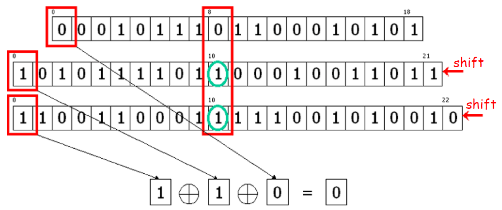 0 8 18
0 0 0 1 0 1 1 1 0 1 1 0 0 0 1 0 1 0 1
0 10 21
1 0 1 0 1 1 1 1 0 1 1 0 0 0 1 0 0 1 1 0 1 1 shift
0 10 22
1 1 0 0 1 1 0 0 0 1 1 1 1 1 0 0 1 0 1 0 0 1 0 shift
1 ⊕ 1 ⊕ 0 = 0